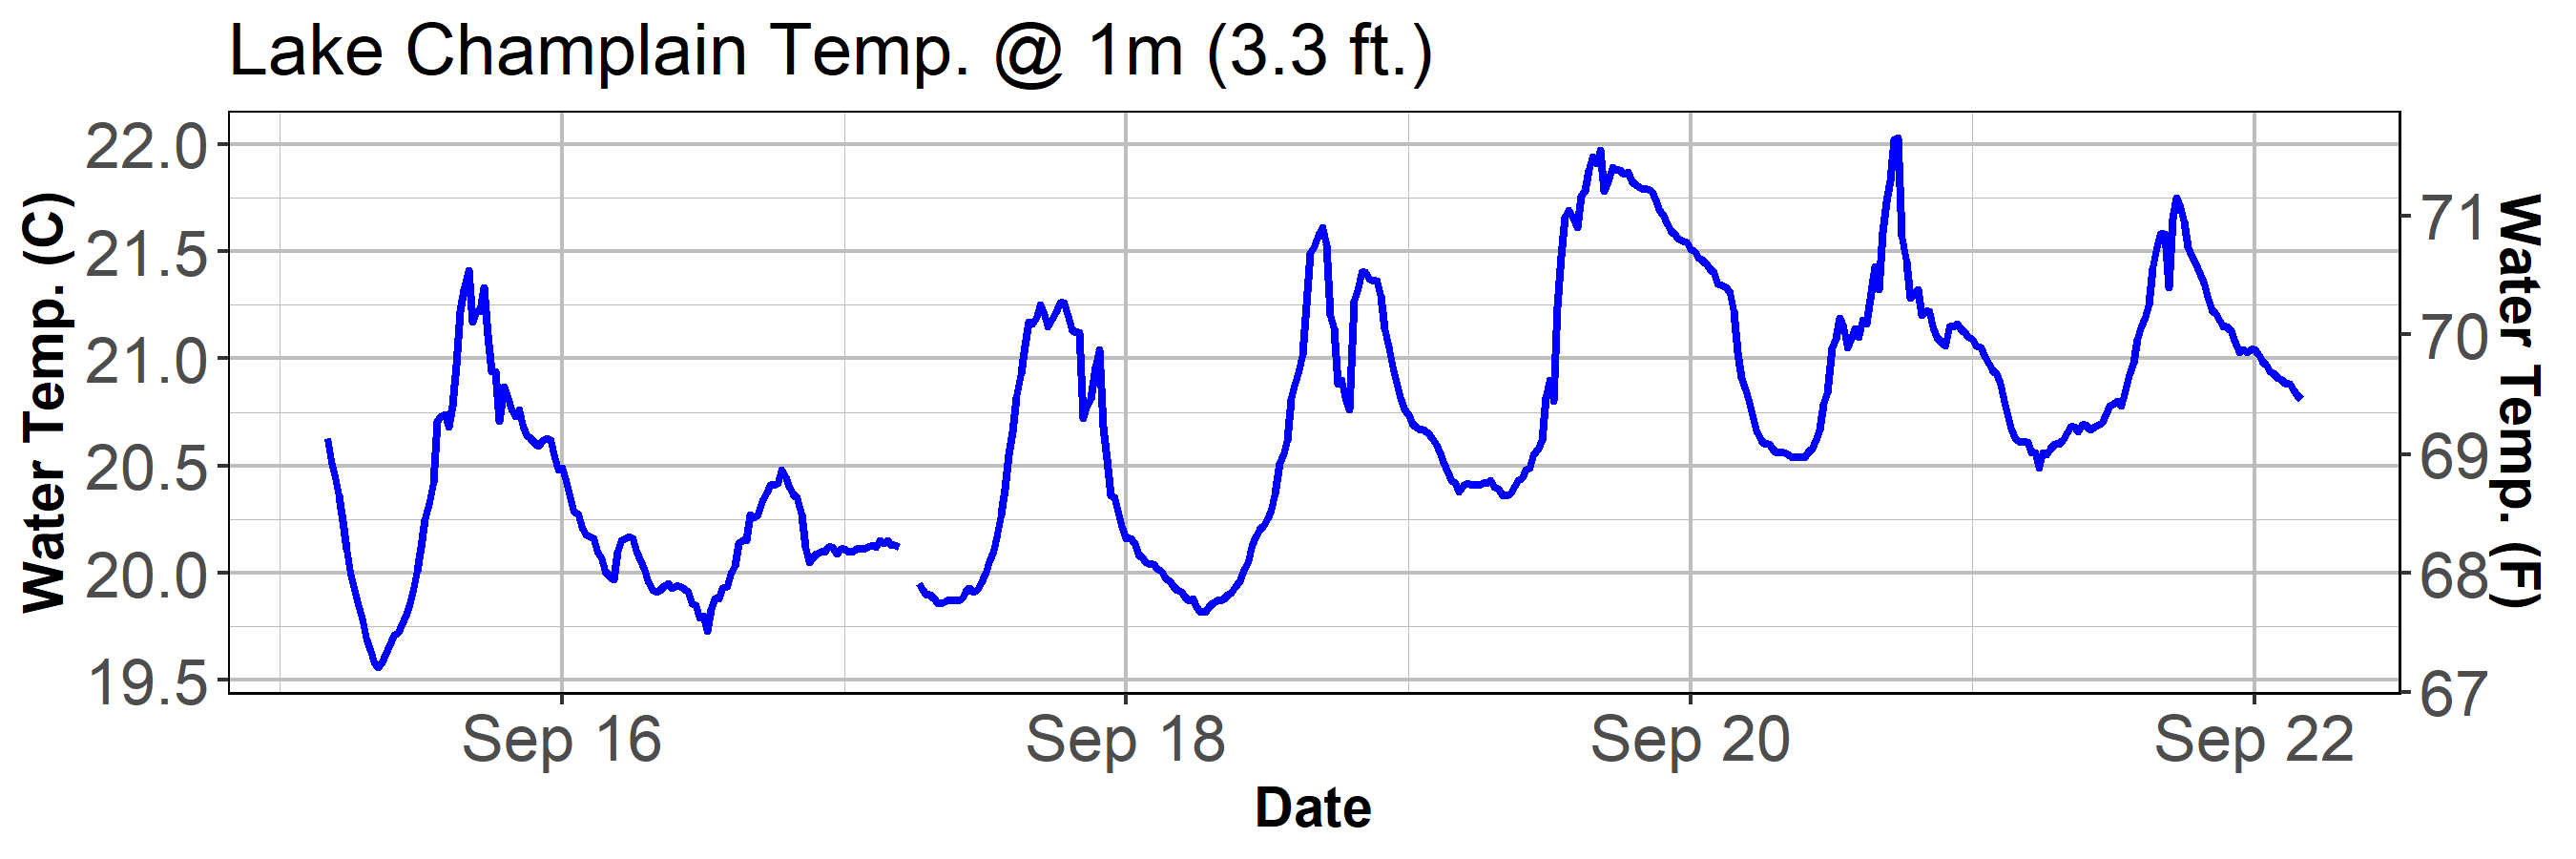 Lake Champlain Temp. @ 1m (3.3 ft.)
Water Temp. (C)
22.0
21.5
21.0
20.5
20.0
19.5
71
70
69
68
67
Water Temp. (F)
Sep 16 Sep 18 Sep 20 Sep 22
Date